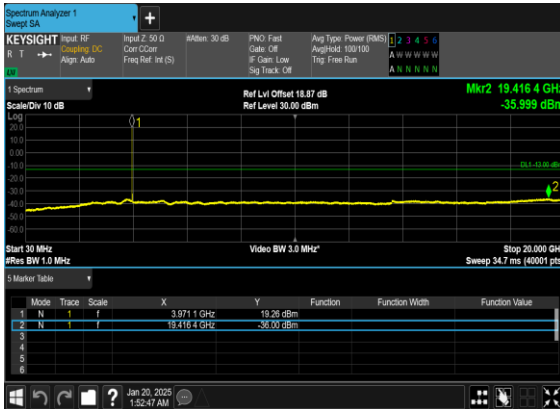 Spectrum Analyzer 1
Swept SA
+
KEYSIGHT Input: RF Input Z: 50 Ω #Atten: 30 dB PNO: Fast Avg Type: Power (RMS) 1 2 3 4 5 6
R T Coupling: DC Corr CCorr Gate: Off Avg|Hold: 100/100 A W W W W W
Align: Auto Freq Ref: Int (S) IF Gain: Low Trig: Free Run
Sig Track: Off A N N N N N
1 Spectrum
Scale/Div 10 dB
Ref Lvl Offset 18.87 dB
Ref Level 30.00 dBm
Mkr2 19.416 4 GHz
-35.999 dBm
Log
20.0
10.0
0.00
-10.0
-20.0
-30.0
-40.0
-50.0
-60.0
1
DL1 -13.00 dBm
2
Start 30 MHz Video BW 3.0 MHz* Stop 20.000 GHz
#Res BW 1.0 MHz Sweep 34.7 ms (40001 pts)
5 Marker Table
Mode Trace Scale X Y Function Function Width Function Value
1 N 1 f 3.971 1 GHz 19.26 dBm
2 N 1 f 19.416 4 GHz -36.00 dBm
3
4
5
6
? Jan 20, 2025
1:52:47 AM